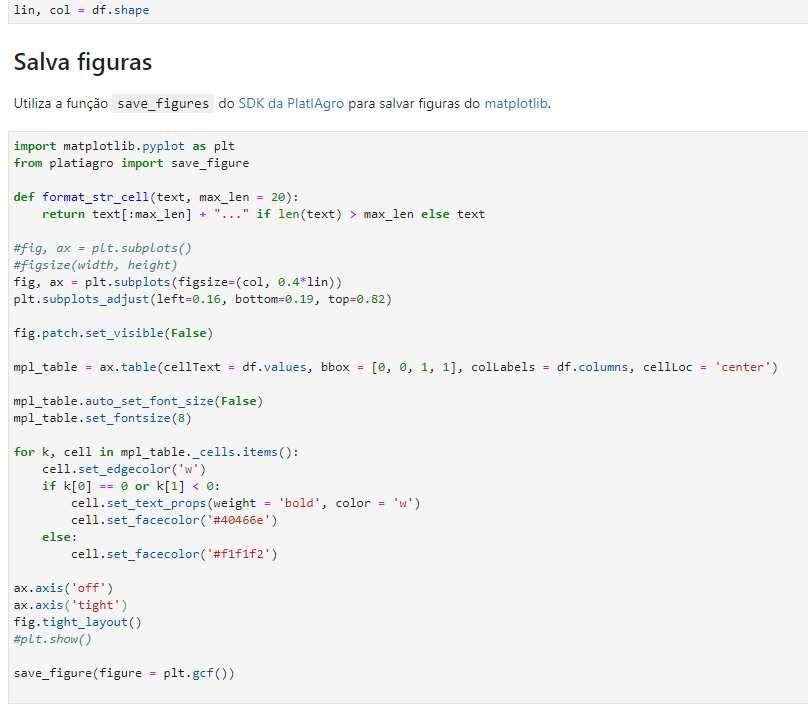 lin, col = df.shape
Salva figuras
Utiliza a função save_figures do SDK da PlatIAgro para salvar figuras do matplotlib.
import matplotlib.pyplot as plt
from platiagro import save_figure
def format_str_cell(text, max_len = 20):
    return text[:max_len] + "..." if len(text) > max_len else text
#fig, ax = plt.subplots()
#figsize(width, height)
fig, ax = plt.subplots(figsize=(col, 0.4*lin))
plt.subplots_adjust(left=0.16, bottom=0.19, top=0.82)
fig.patch.set_visible(False)
mpl_table = ax.table(cellText = df.values, bbox = [0, 0, 1, 1], colLabels = df.columns, cellLoc = 'center')
mpl_table.auto_set_font_size(False)
mpl_table.set_fontsize(8)
for k, cell in mpl_table._cells.items():
    cell.set_edgecolor('w')
    if k[0] == 0 or k[1] < 0:
        cell.set_text_props(weight = 'bold', color = 'w')
        cell.set_facecolor('#40466e')
    else:
        cell.set_facecolor('#f1f1f2')
ax.axis('off')
ax.axis('tight')
fig.tight_layout()
#plt.show()
save_figure(figure = plt.gcf())